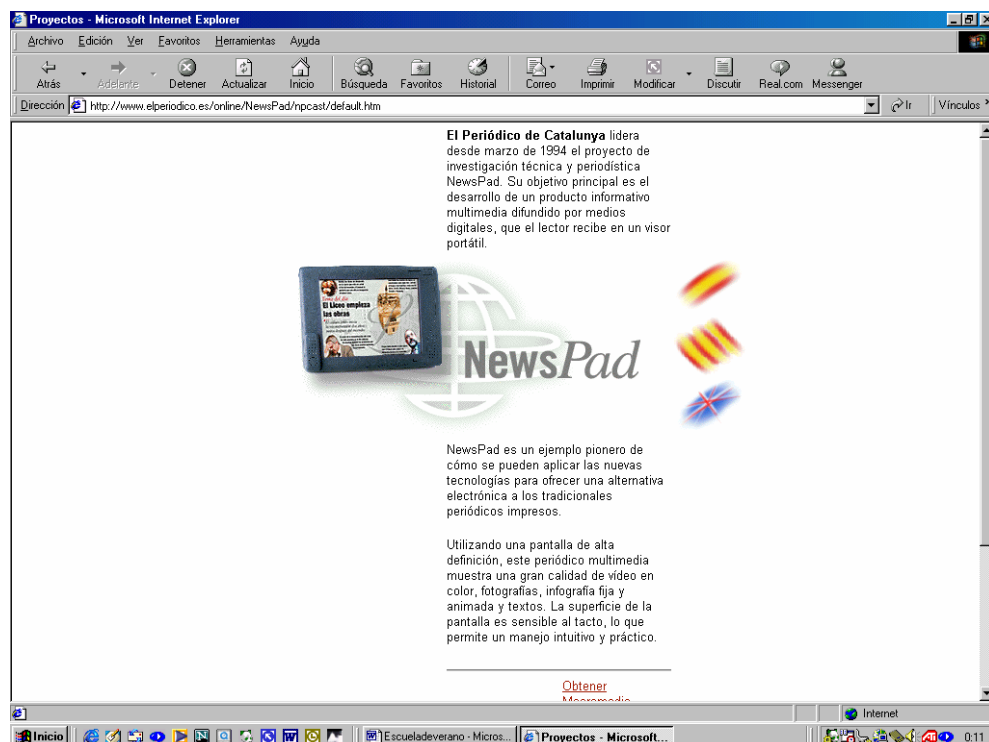 Proyectos - Microsoft Internet Explorer
Archivo Edición Ver Favoritos Herramientas Ayuda
Atrás Adelante Detener Actualizar Inicio Búsqueda Favoritos Historial Correo Imprimir Modificar Discutir Real.com Messenger
Dirección http://www.elperiodico.es/online/NewsPad/npcast/default.htm Ir Vínculos
El Periódico de Catalunya lidera
desde marzo de 1994 el proyecto de
investigación técnica y periodística
NewsPad. Su objetivo principal es el
desarrollo de un producto informativo
multimedia difundido por medios
digitales, que el lector recibe en un visor
portátil.
El Liceo empieza
las obras
NewsPad
NewsPad es un ejemplo pionero de
cómo se pueden aplicar las nuevas
tecnologías para ofrecer una alternativa
electrónica a los tradicionales
periódicos impresos.
Utilizando una pantalla de alta
definición, este periódico multimedia
muestra una gran calidad de vídeo en
color, fotografías, infografía fija y
animada y textos. La superficie de la
pantalla es sensible al tacto, lo que
permite un manejo intuitivo y práctico.
Obtener
Macromedia
Internet
Inicio Escueladeverano - Micros... Proyectos - Microsoft... 0:11